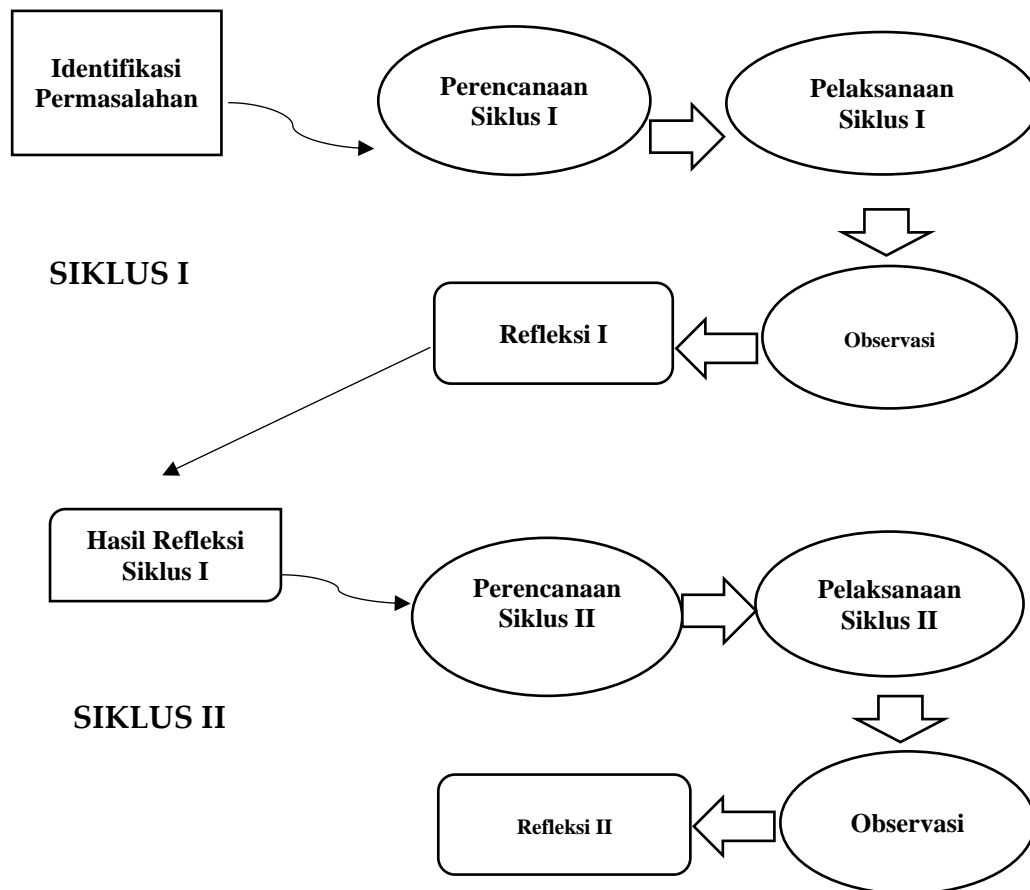 Identifikasi
Permasalahan
Perencanaan
Siklus I
Pelaksanaan
Siklus I
SIKLUS I
Refleksi I
Observasi
Hasil Refleksi
Siklus I
Perencanaan
Siklus II
Pelaksanaan
Siklus II
SIKLUS II
Refleksi II
Observasi